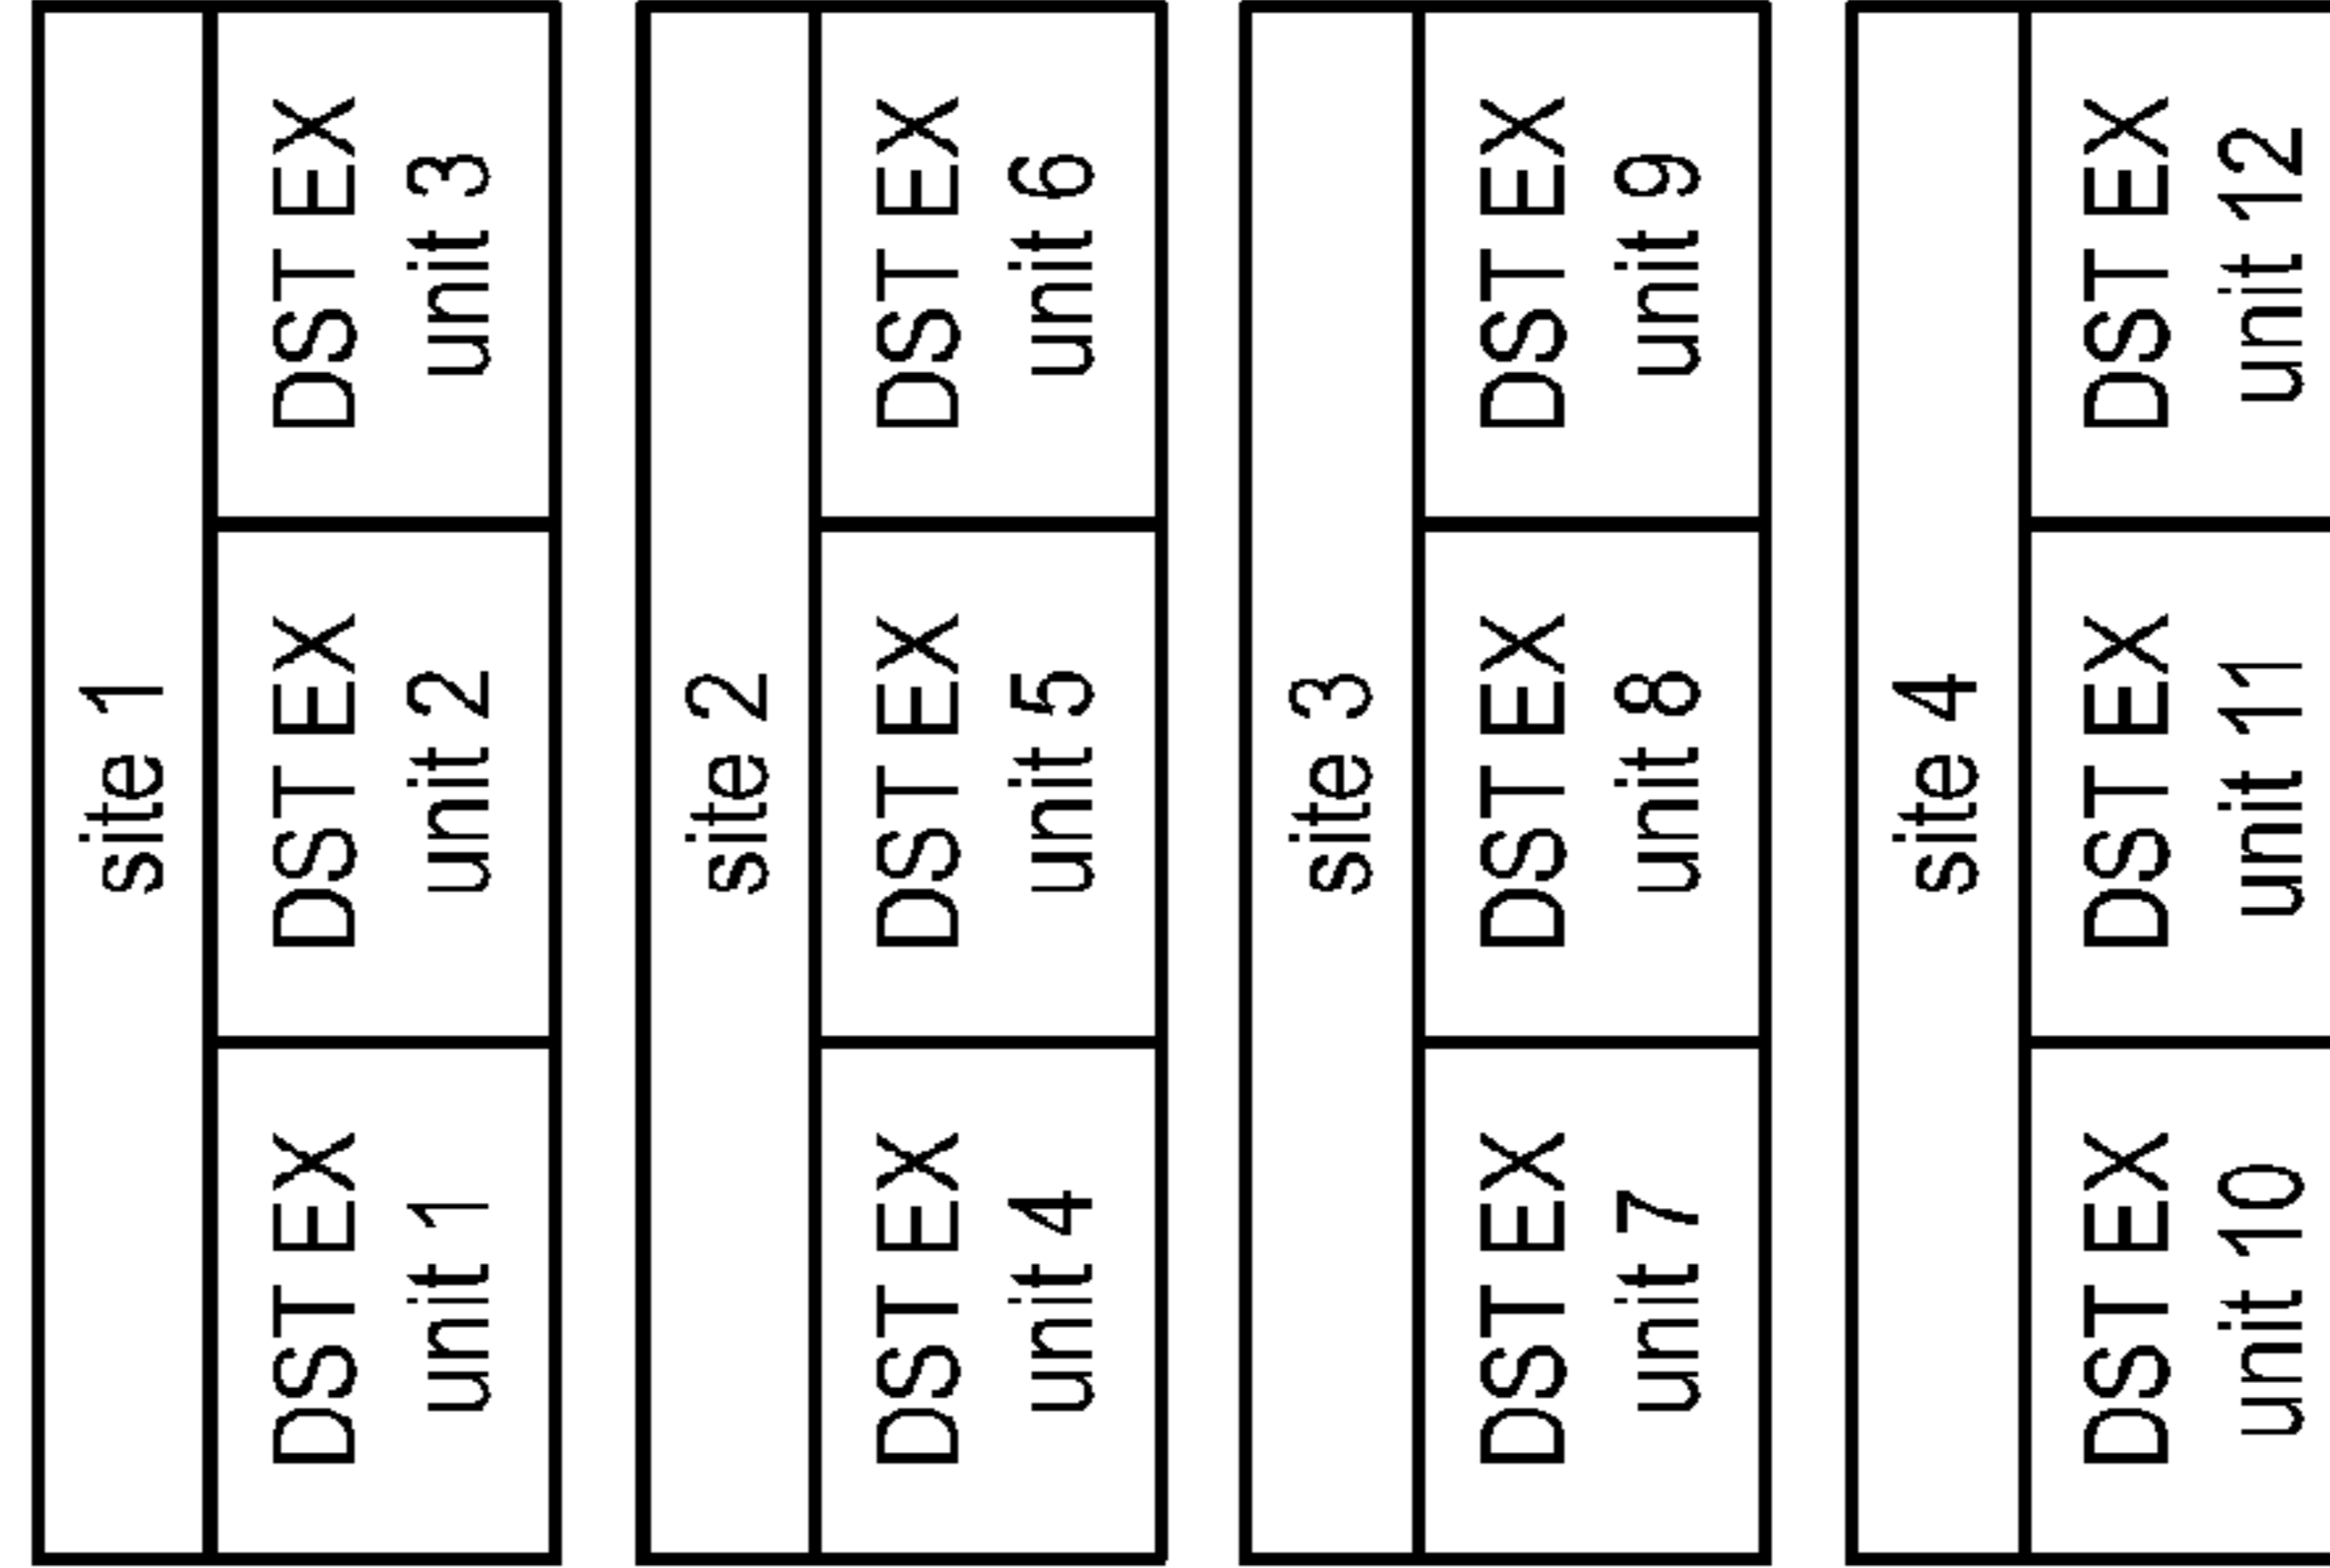 site 1
DST EX
unit 1
DST EX
unit 2
DST EX
unit 3
site 2
DST EX
unit 4
DST EX
unit 5
DST EX
unit 6
site 3
DST EX
unit 7
DST EX
unit 8
DST EX
unit 9
site 4
DST EX
unit 10
DST EX
unit 11
DST EX
unit 12